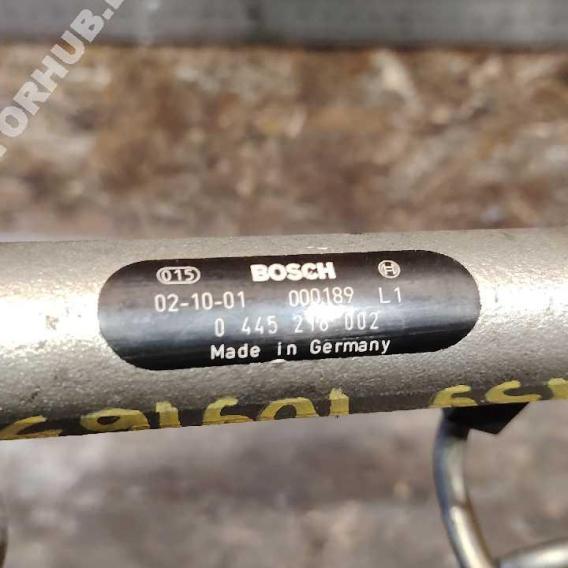 015 BOSCH
02-10-01 000189 L1
0 445 216 002
Made in Germany